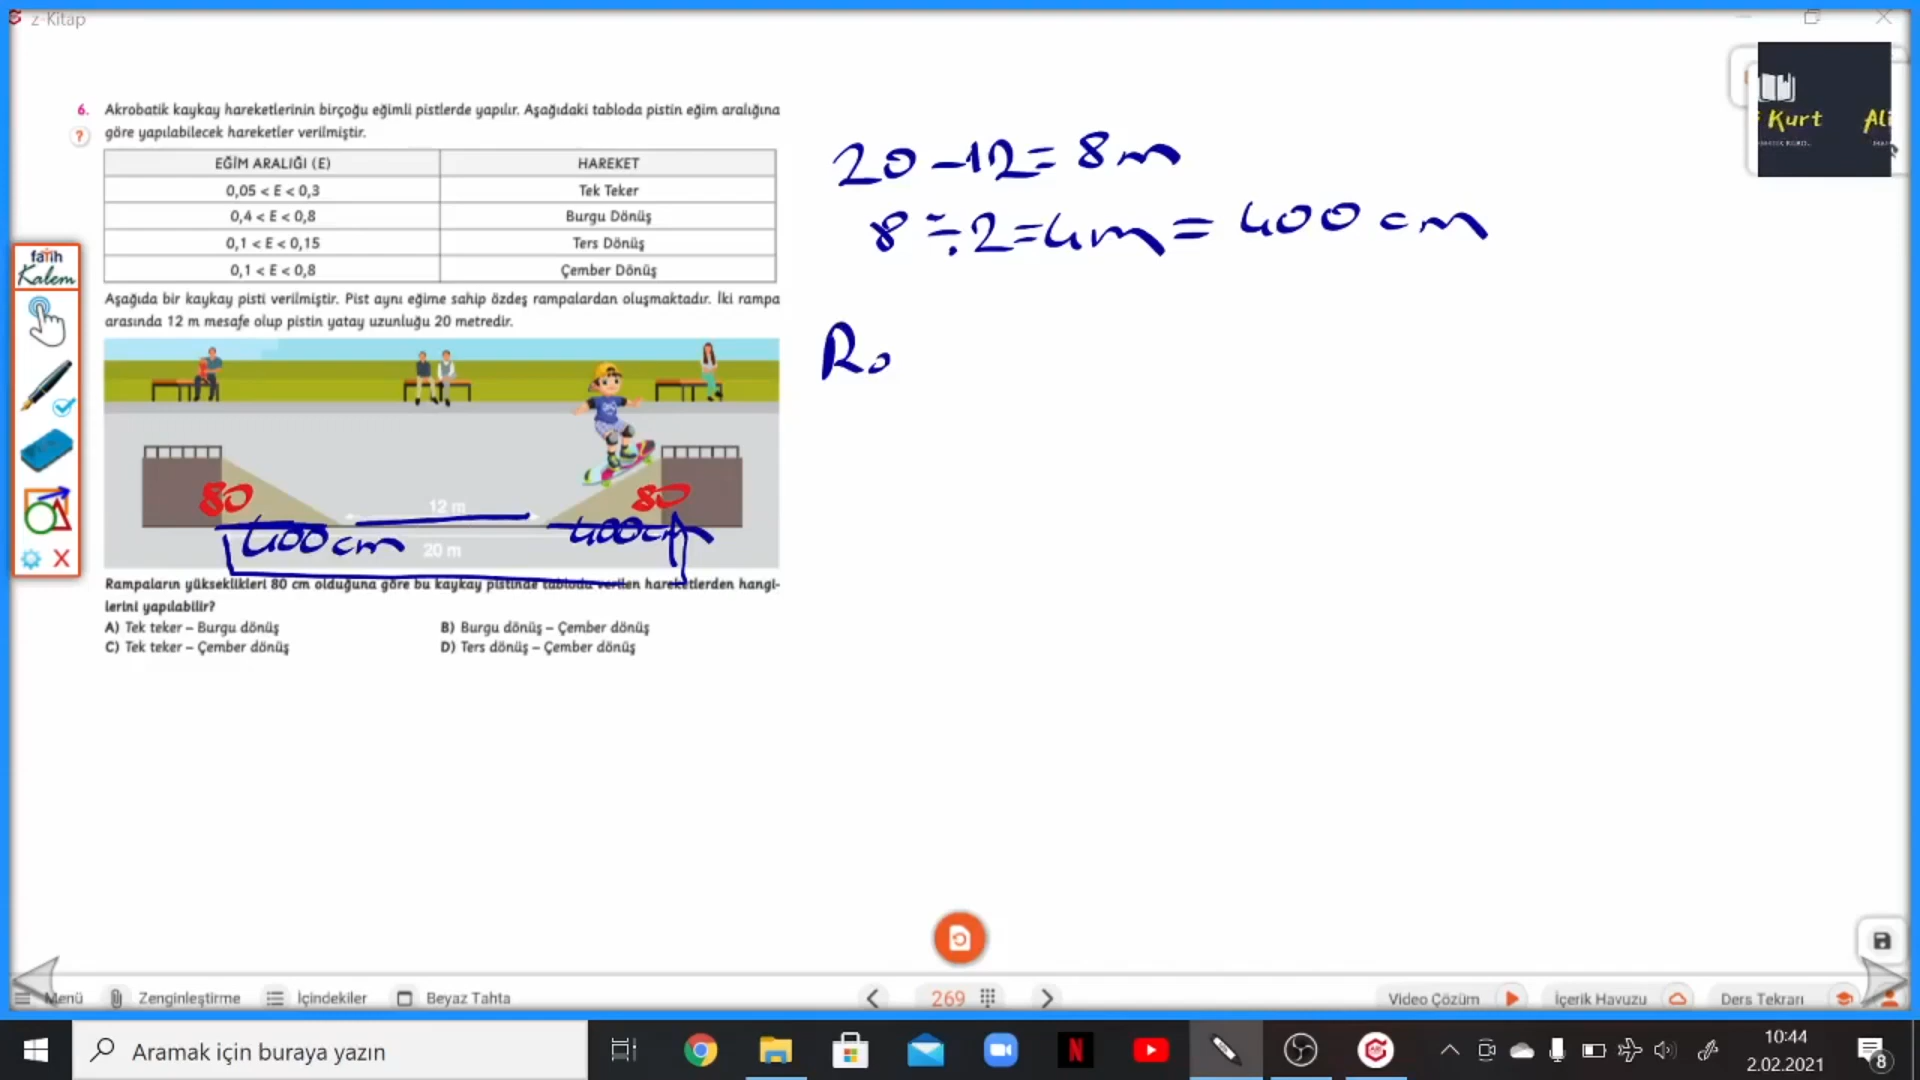 z-Kitap
6. Akrobatik kaykay hareketlerinin birçoğu eğimli pistlerde yapılır. Aşağıdaki tabloda pistin eğim aralığına
? göre yapılabilecek hareketler verilmiştir.
EĞİM ARALIĞI (E) HAREKET
0,05 < E < 0,3 Tek Teker
0,4 < E < 0,8 Burgu Dönüş
0,1 < E < 0,15 Ters Dönüş
0,1 < E < 0,8 Çember Dönüş
Aşağıda bir kaykay pisti verilmiştir. Pist aynı eğime sahip özdeş rampalardan oluşmaktadır. İki rampa
arasında 12 m mesafe olup pistin yatay uzunluğu 20 metredir.
80 12 m 80
400 cm 20 m 400 cm
Rampaların yükseklikleri 80 cm olduğuna göre bu kaykay pistinde tabloda verilen hareketlerden hangi-
lerini yapılabilir?
A) Tek teker – Burgu dönüş B) Burgu dönüş – Çember dönüş
C) Tek teker – Çember dönüş D) Ters dönüş – Çember dönüş
20 - 12 = 8 m
8 ÷ 2 = 4 m = 400 cm
Ra
fatih
Kalem
Kurt Ali
Menü Zenginleştirme İçindekiler Beyaz Tahta 269 Video Çözüm İçerik Havuzu Ders Tekrarı
Aramak için buraya yazın
10:44
2.02.2021
8